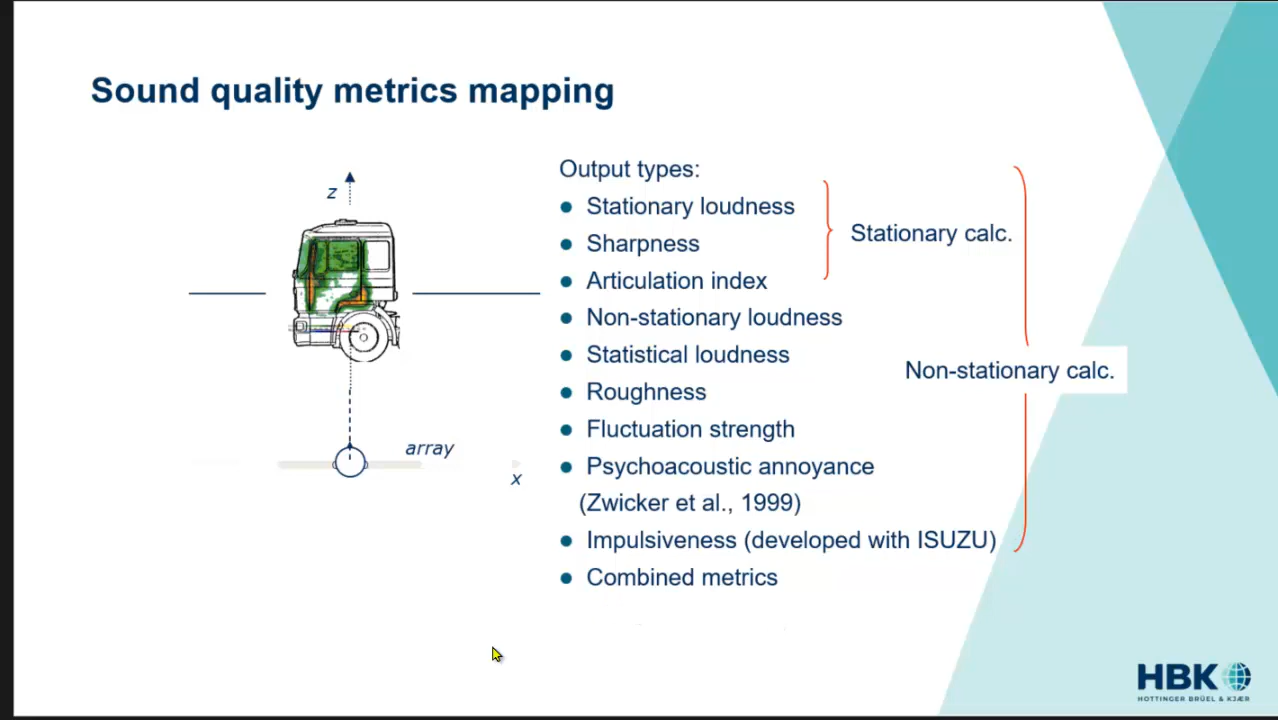 Sound quality metrics mapping
z
array
x
Output types:
● Stationary loudness
● Sharpness
● Articulation index
● Non-stationary loudness
● Statistical loudness
● Roughness
● Fluctuation strength
● Psychoacoustic annoyance
(Zwicker et al., 1999)
● Impulsiveness (developed with ISUZU)
● Combined metrics
Stationary calc.
Non-stationary calc.
HBK
HOTTINGER BRÜEL & KJÆR